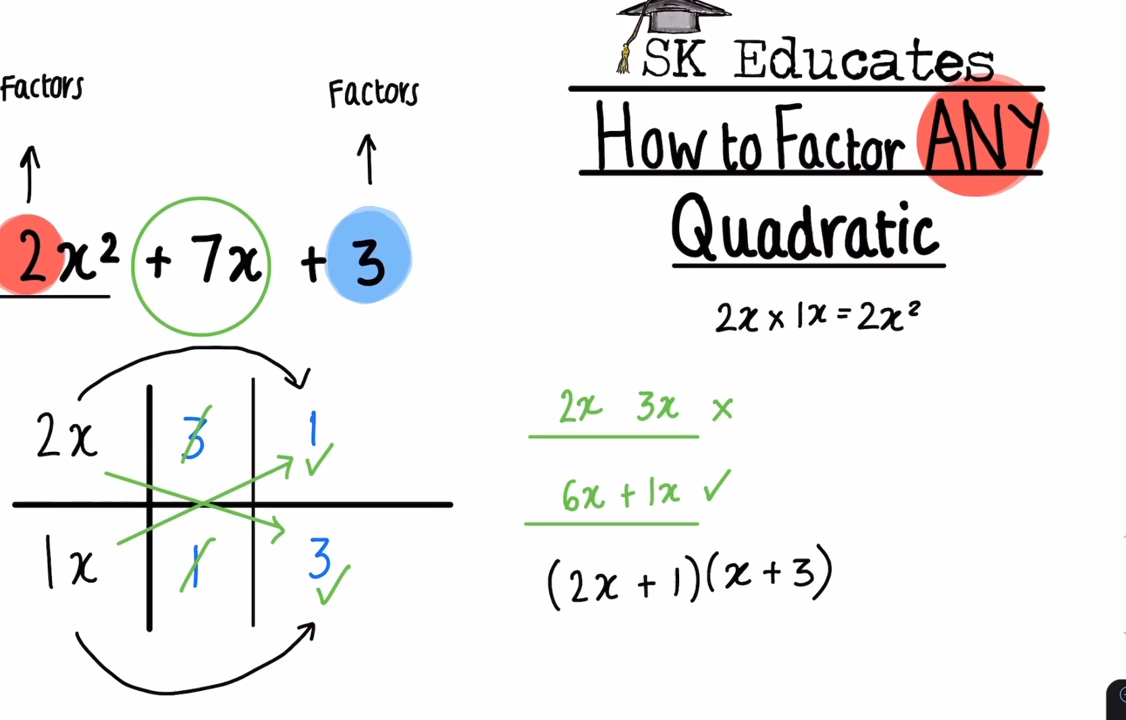 SK Educates
How to Factor ANY
Quadratic
Factors Factors
2x² + 7x + 3
2x × 1x = 2x²
2x 3 1 ✓
1x 1 3 ✓
2x 3x ×
6x + 1x ✓
(2x + 1)(x + 3)